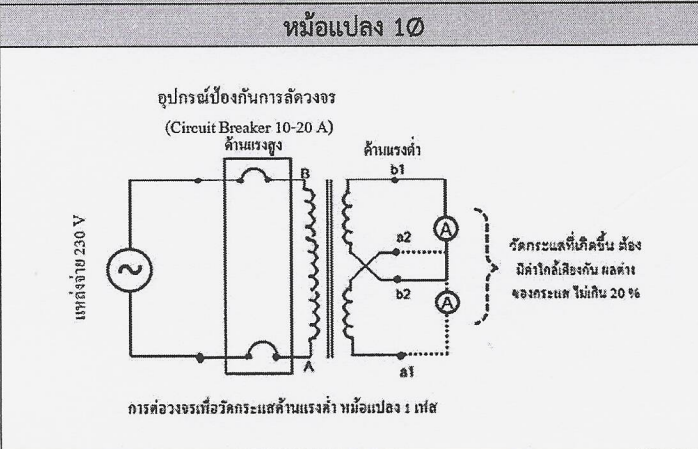 หม้อแปลง 1Ø
อุปกรณ์ป้องกันการลัดวงจร
(Circuit Breaker 10-20 A)
ด้านแรงสูง
ด้านแรงต่ำ
B
b1
A
a2
แหล่งจ่าย 230 V
~
b2
A
A
a1
วัดกระแสที่เกิดขึ้น ต้อง
มีค่าใกล้เคียงกัน ผลต่าง
ของกระแส ไม่เกิน 20 %
การต่อวงจรเพื่อวัดกระแสด้านแรงต่ำ หม้อแปลง 1 เฟส